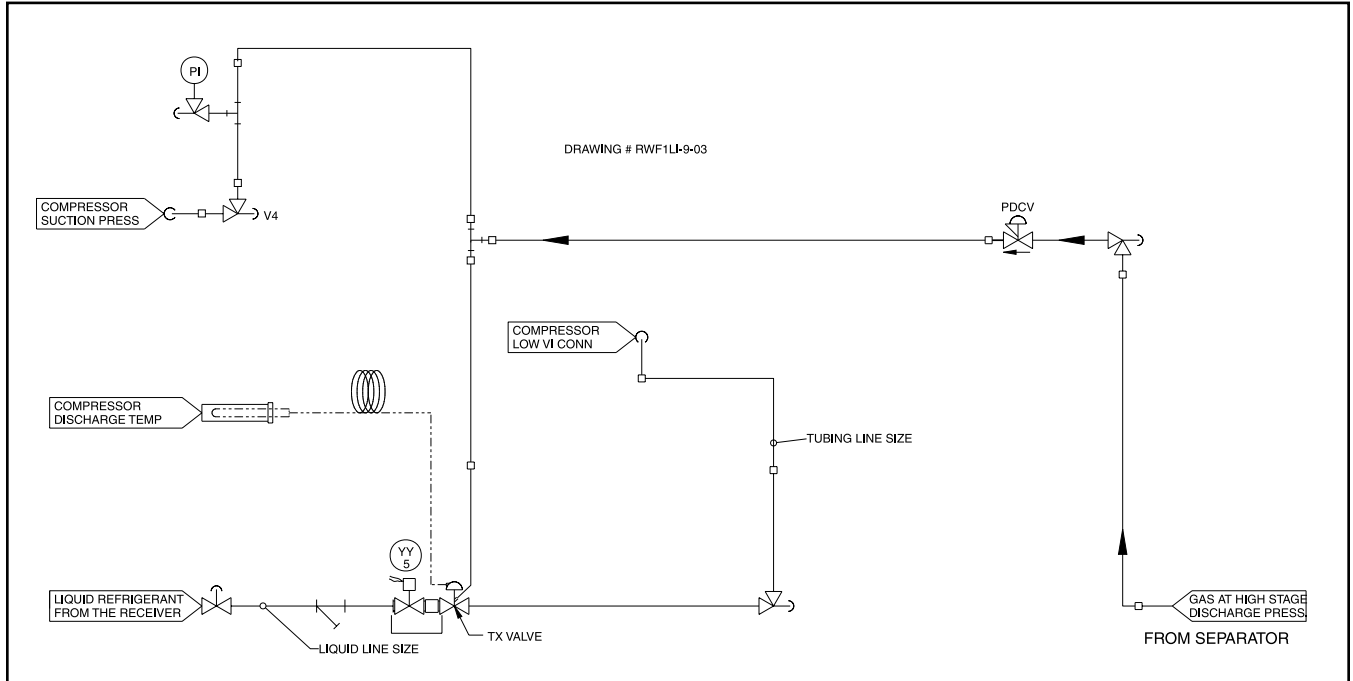 PI
DRAWING # RWF1LI-9-03
COMPRESSOR
SUCTION PRESS
V4
PDCV
COMPRESSOR
LOW VI CONN
COMPRESSOR
DISCHARGE TEMP
TUBING LINE SIZE
YY
5
LIQUID REFRIGERANT
FROM THE RECEIVER
GAS AT HIGH STAGE
DISCHARGE PRESS.
TX VALVE
FROM SEPARATOR
LIQUID LINE SIZE